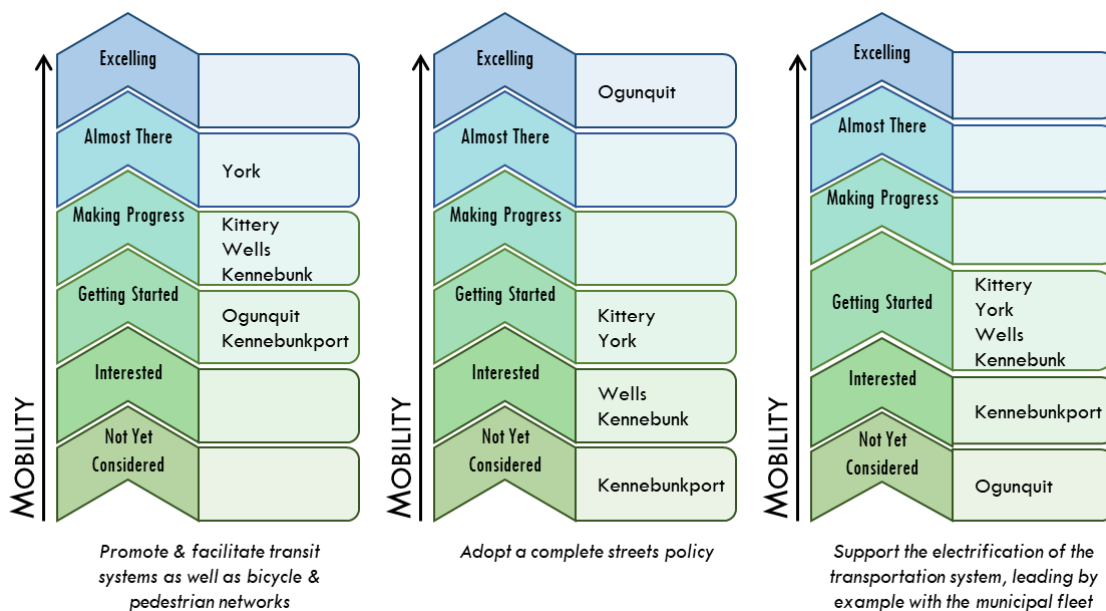 MOBILITY
Excelling
Almost There
York
Making Progress
Kittery
Wells
Kennebunk
Getting Started
Ogunquit
Kennebunkport
Interested
Not Yet
Considered
Promote & facilitate transit
systems as well as bicycle &
pedestrian networks
MOBILITY
Excelling
Ogunquit
Almost There
Making Progress
Getting Started
Kittery
York
Interested
Wells
Kennebunk
Not Yet
Considered
Kennebunkport
Adopt a complete streets policy
MOBILITY
Excelling
Almost There
Making Progress
Getting Started
Kittery
York
Wells
Kennebunk
Interested
Kennebunkport
Not Yet
Considered
Ogunquit
Support the electrification of the
transportation system, leading by
example with the municipal fleet